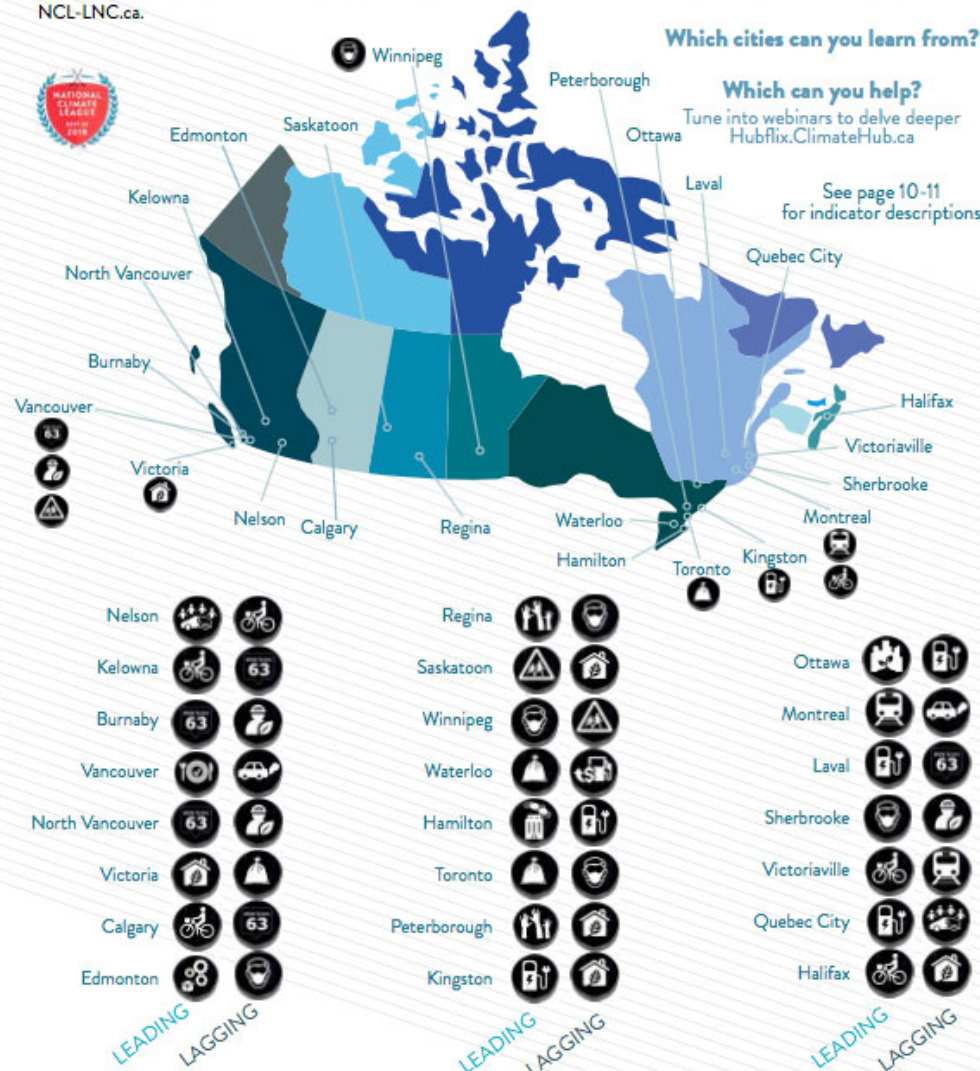 NCL-LNC.ca.
NATIONAL
CLIMATE
LEAGUE
2018
Which cities can you learn from?
Which can you help?
Tune into webinars to delve deeper
Hubflix.ClimateHub.ca
See page 10-11
for indicator descriptions
Winnipeg
Peterborough
Edmonton
Saskatoon
Ottawa
Kelowna
Laval
North Vancouver
Quebec City
Burnaby
Vancouver
63
Halifax
Victoriaville
Victoria
Sherbrooke
Nelson
Calgary
Regina
Waterloo
Montreal
Hamilton
Toronto
Kingston
Nelson
Kelowna 63
Burnaby 63
Vancouver
North Vancouver 63
Victoria
Calgary 63
Edmonton
LEADING LAGGING
Regina
Saskatoon
Winnipeg
Waterloo $
Hamilton
Toronto
Peterborough
Kingston
LEADING LAGGING
Ottawa
Montreal
Laval 63
Sherbrooke
Victoriaville
Quebec City
Halifax
LEADING LAGGING